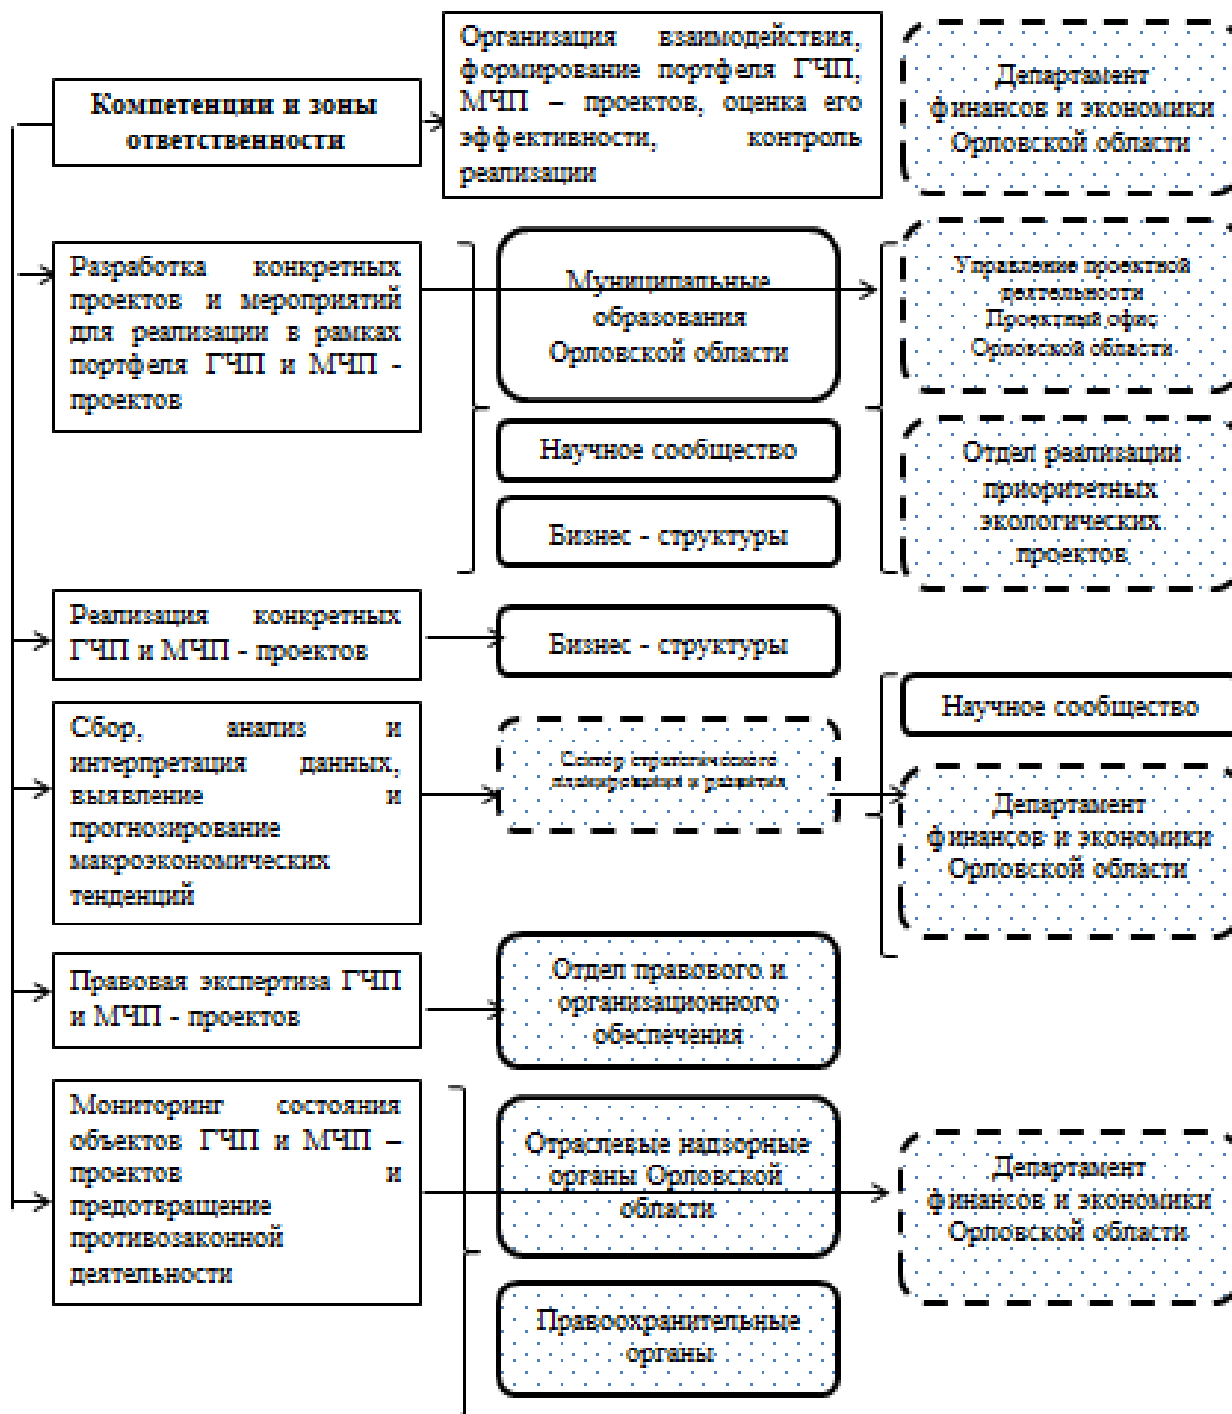 Компетенции и зоны
ответственности
Организация взаимодействия,
формирование портфеля ГЧП,
МЧП – проектов, оценка его
эффективности, контроль
реализации
Департамент
финансов и экономики
Орловской области
Разработка конкретных
проектов и мероприятий
для реализации в рамках
портфеля ГЧП и МЧП -
проектов
Муниципальные
образования
Орловской области
Научное сообщество
Бизнес - структуры
Управление проектной
деятельности
Проектный офис
Орловской области
Отдел реализации
приоритетных
экологических
проектов
Реализация конкретных
ГЧП и МЧП - проектов
Бизнес - структуры
Сбор, анализ и
интерпретация данных,
выявление и
прогнозирование
макроэкономических
тенденций
Сектор стратегического
планирования и развития
Научное сообщество
Департамент
финансов и экономики
Орловской области
Правовая экспертиза ГЧП
и МЧП - проектов
Отдел правового и
организационного
обеспечения
Мониторинг состояния
объектов ГЧП и МЧП –
проектов и
предотвращение
противозаконной
деятельности
Отраслевые надзорные
органы Орловской
области
Правоохранительные
органы
Департамент
финансов и экономики
Орловской области